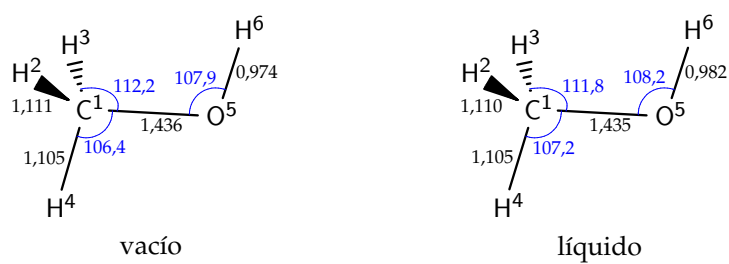 H⁶ H⁶
H³ H³
H² 112,2 107,9 0,974 H² 111,8 108,2 0,982
1,111 C¹ O⁵ 1,110 C¹ O⁵
1,436 1,435
1,105 106,4 1,105 107,2
H⁴ H⁴
vacío líquido